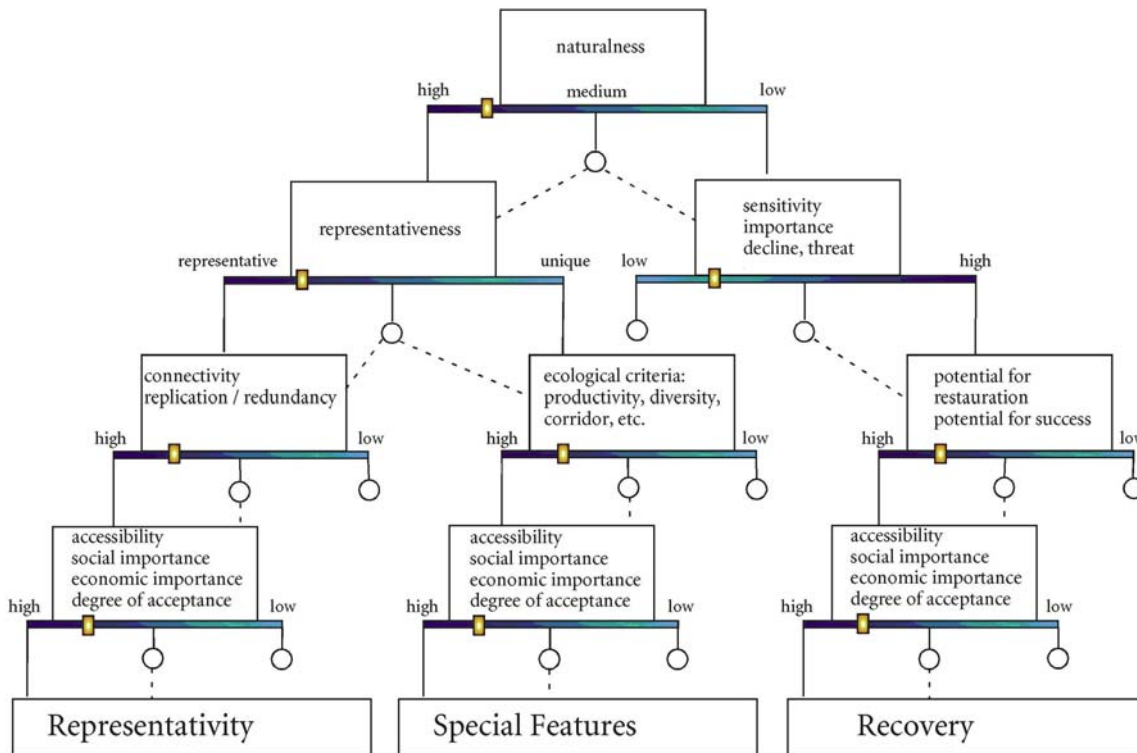 naturalness
high
medium
low
representativeness
sensitivity
importance
decline, threat
representative
unique
low
high
connectivity
replication / redundancy
ecological criteria:
productivity, diversity,
corridor, etc.
potential for
restauration
potential for success
high
low
high
low
high
low
accessibility
social importance
economic importance
degree of acceptance
accessibility
social importance
economic importance
degree of acceptance
accessibility
social importance
economic importance
degree of acceptance
high
low
high
low
high
low
Representativity
Special Features
Recovery